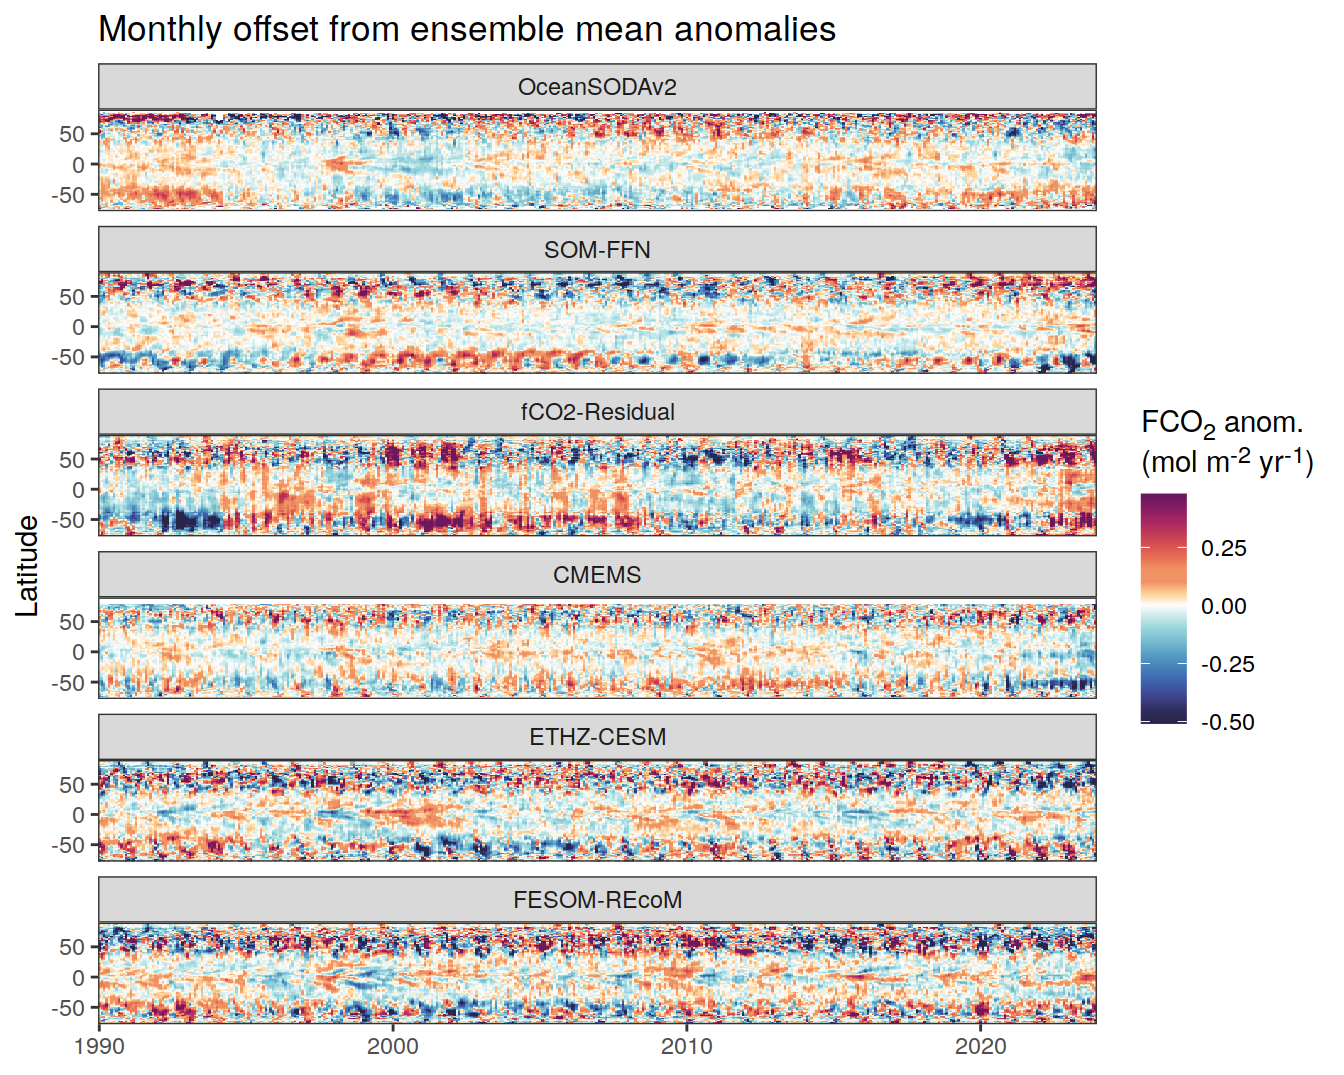 Monthly offset from ensemble mean anomalies
OceanSODAv2
50
0
-50
SOM-FFN
50
0
-50
fCO2-Residual
50
0
-50
CMEMS
50
0
-50
ETHZ-CESM
50
0
-50
FESOM-REcoM
50
0
-50
1990 2000 2010 2020
Latitude
FCO₂ anom.
(mol m⁻² yr⁻¹)
0.25
0.00
-0.25
-0.50